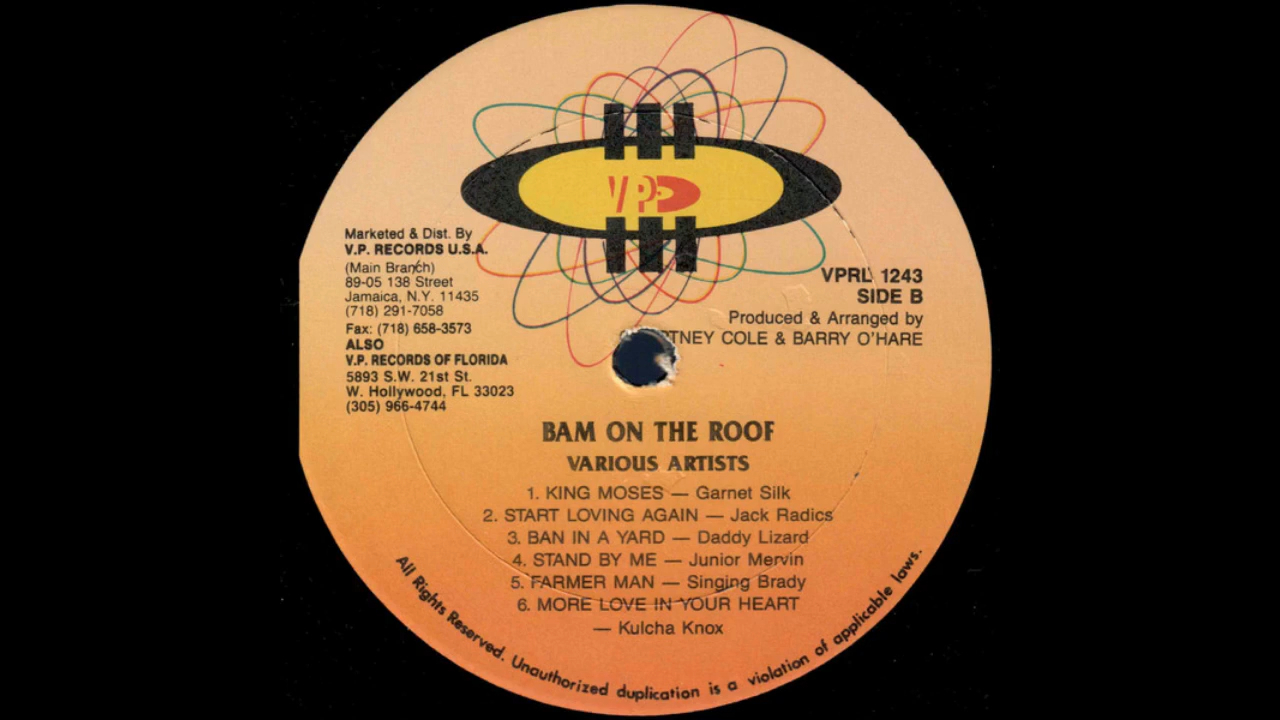 VP
Marketed & Dist. By
V.P. RECORDS U.S.A.
(Main Branch)
89-05 138 Street
Jamaica, N.Y. 11435
(718) 291-7058
Fax: (718) 658-3573
ALSO
V.P. RECORDS OF FLORIDA
5893 S.W. 21st St.
W. Hollywood, FL 33023
(305) 966-4744
VPRL 1243
SIDE B
Produced & Arranged by
COLE & BARRY O'HARE
BAM ON THE ROOF
VARIOUS ARTISTS
1. KING MOSES — Garnet Silk
2. START LOVING AGAIN — Jack Radics
3. BAN IN A YARD — Daddy Lizard
4. STAND BY ME — Junior Mervin
5. FARMER MAN — Singing Brady
6. MORE LOVE IN YOUR HEART
— Kulcha Knox
All Rights Reserved. Unauthorized duplication is a violation of applicable laws.